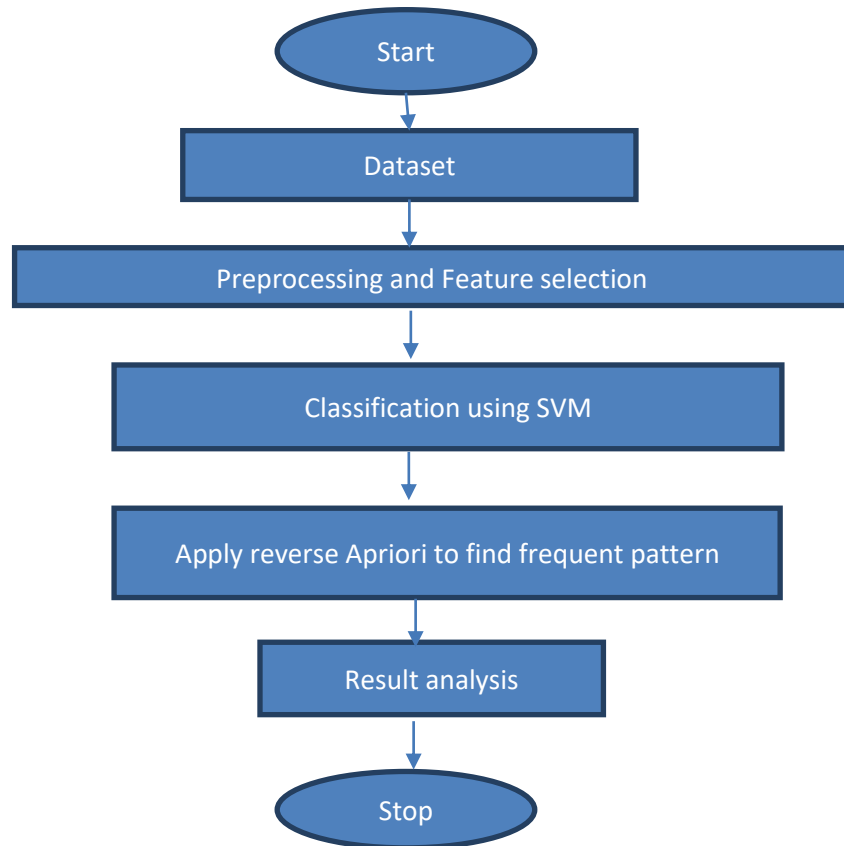 Start
Dataset
Preprocessing and Feature selection
Classification using SVM
Apply reverse Apriori to find frequent pattern
Result analysis
Stop